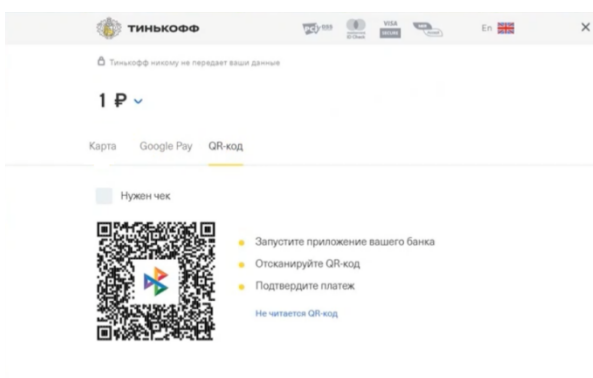 ТИНЬКОФФ
En
Тинькофф никому не передает ваши данные
1 ₽
Карта Google Pay QR-код
Нужен чек
Запустите приложение вашего банка
Отсканируйте QR-код
Подтвердите платеж
Не читается QR-код